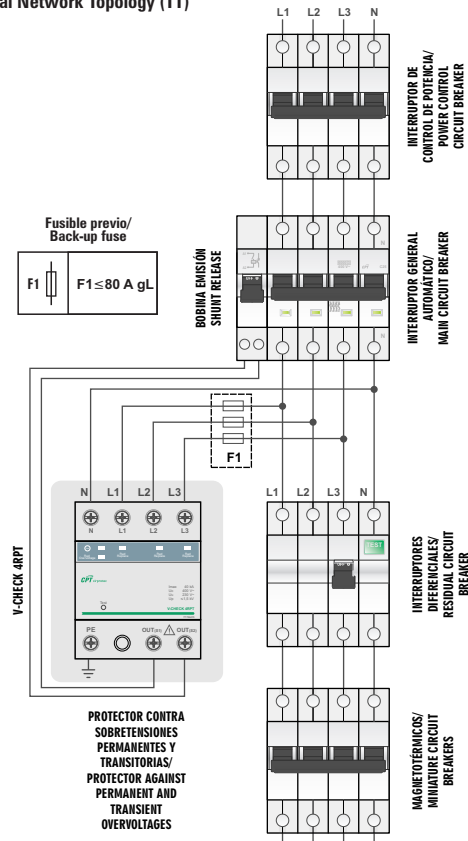 al Network Topology (TT)
L1 L2 L3 N
INTERRUPTOR DE
CONTROL DE POTENCIA/
POWER CONTROL
CIRCUIT BREAKER
Fusible previo/
Back-up fuse
F1
F1≤80 A gL
BOBINA EMISIÓN
SHUNT RELEASE
N
N
INTERRUPTOR GENERAL
AUTOMÁTICO/
MAIN CIRCUIT BREAKER
F1
N L1 L2 L3
N L1 L2 L3
CPT
Test
V-CHECK 4RPT
PE OUT OUT
V-CHECK 4RPT
L1 L2 L3 N
TEST
INTERRUPTORES
DIFERENCIALES/
RESIDUAL CIRCUIT
BREAKER
PROTECTOR CONTRA
SOBRETENSIONES
PERMANENTES Y
TRANSITORIAS/
PROTECTOR AGAINST
PERMANENT AND
TRANSIENT
OVERVOLTAGES
MAGNETOTÉRMICOS/
MINIATURE CIRCUIT
BREAKERS